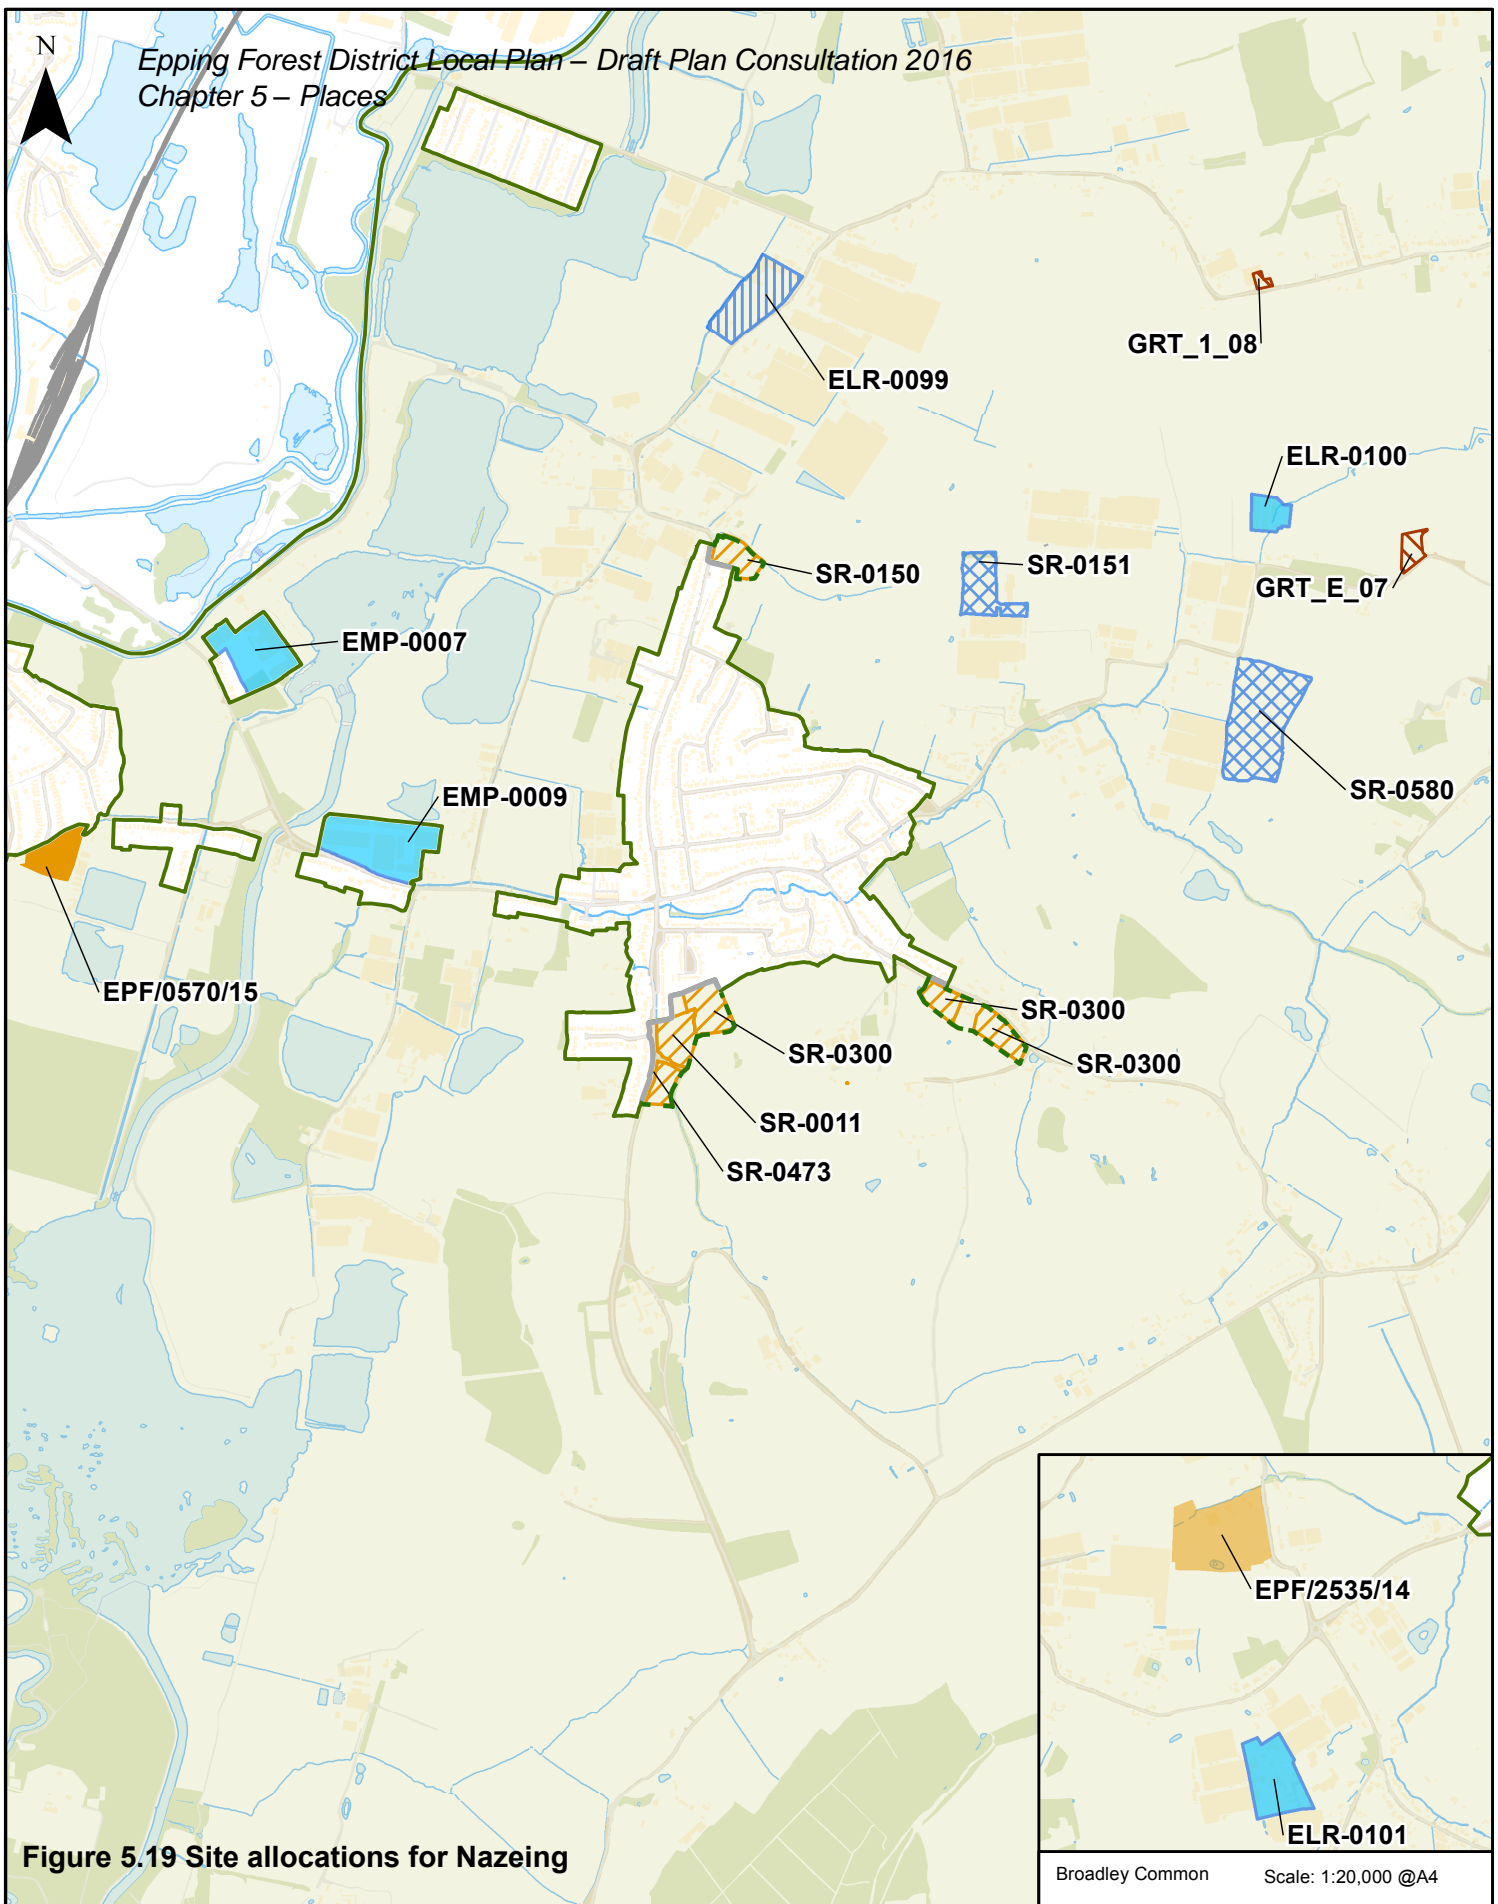 N
Epping Forest District Local Plan – Draft Plan Consultation 2016
Chapter 5 – Places
GRT_1_08
ELR-0099
ELR-0100
SR-0151
SR-0150
GRT_E_07
EMP-0007
SR-0580
EMP-0009
EPF/0570/15
SR-0300
SR-0300
SR-0300
SR-0011
SR-0473
EPF/2535/14
ELR-0101
Figure 5.19 Site allocations for Nazeing
Broadley Common Scale: 1:20,000 @A4